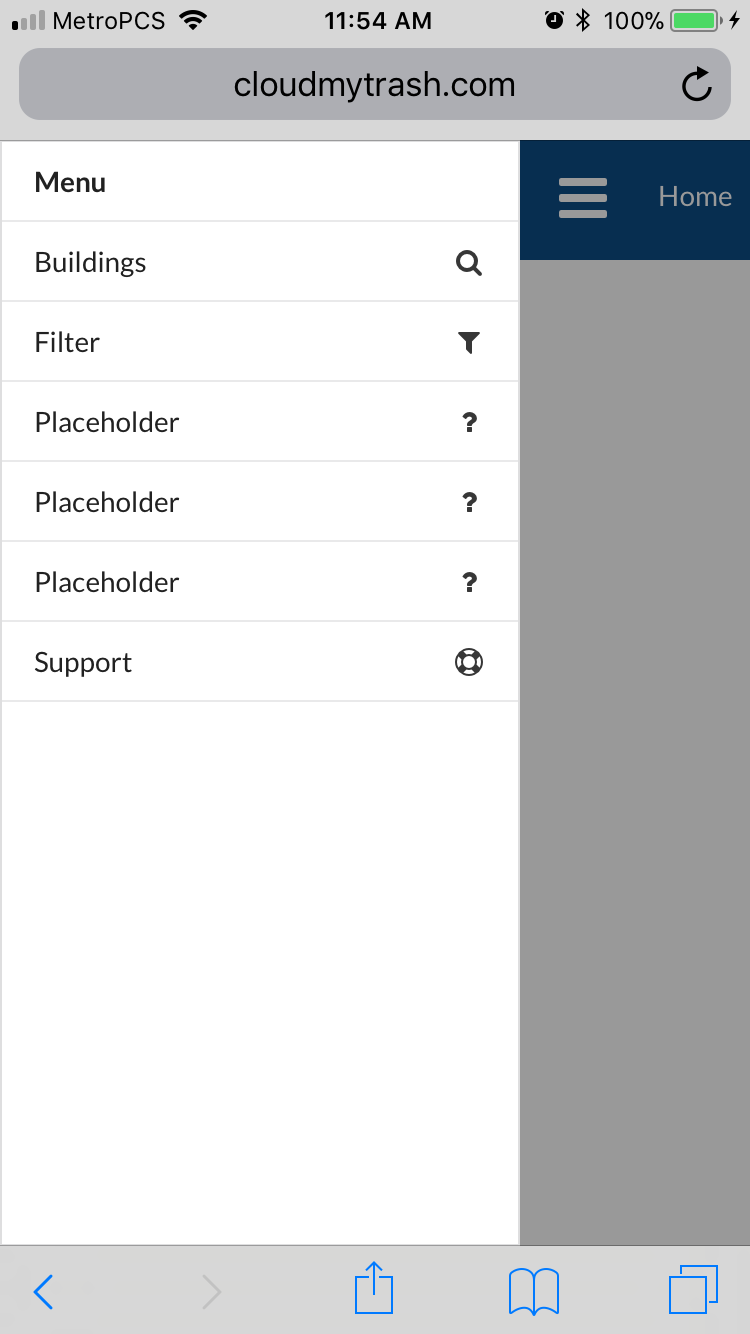 MetroPCS 11:54 AM 100%
cloudmytrash.com
Menu
Home
Buildings
Filter
Placeholder ?
Placeholder ?
Placeholder ?
Support